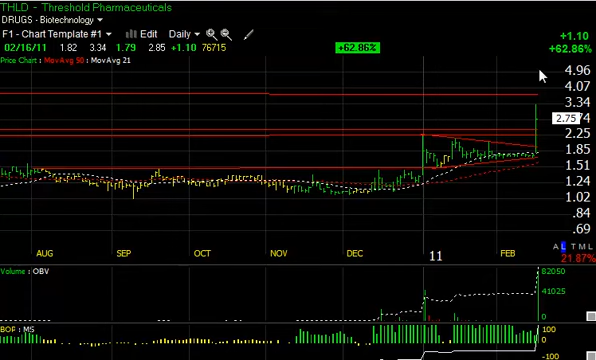 THLD - Threshold Pharmaceuticals
DRUGS - Biotechnology
F1 - Chart Template #1 Edit Daily
02/16/11 1.82 3.34 1.79 2.85 +1.10 76715 +62.86%
+1.10
+62.86%
Price Chart : MovAvg 50 : MovAvg 21
4.96
4.07
3.34
2.75
2.25
1.85
1.51
1.24
1.02
.84
.69
A L T M L
21.87%
AUG SEP OCT NOV DEC 11 FEB
Volume : OBV
82050
41025
0
BOP : MS
100
0
-100